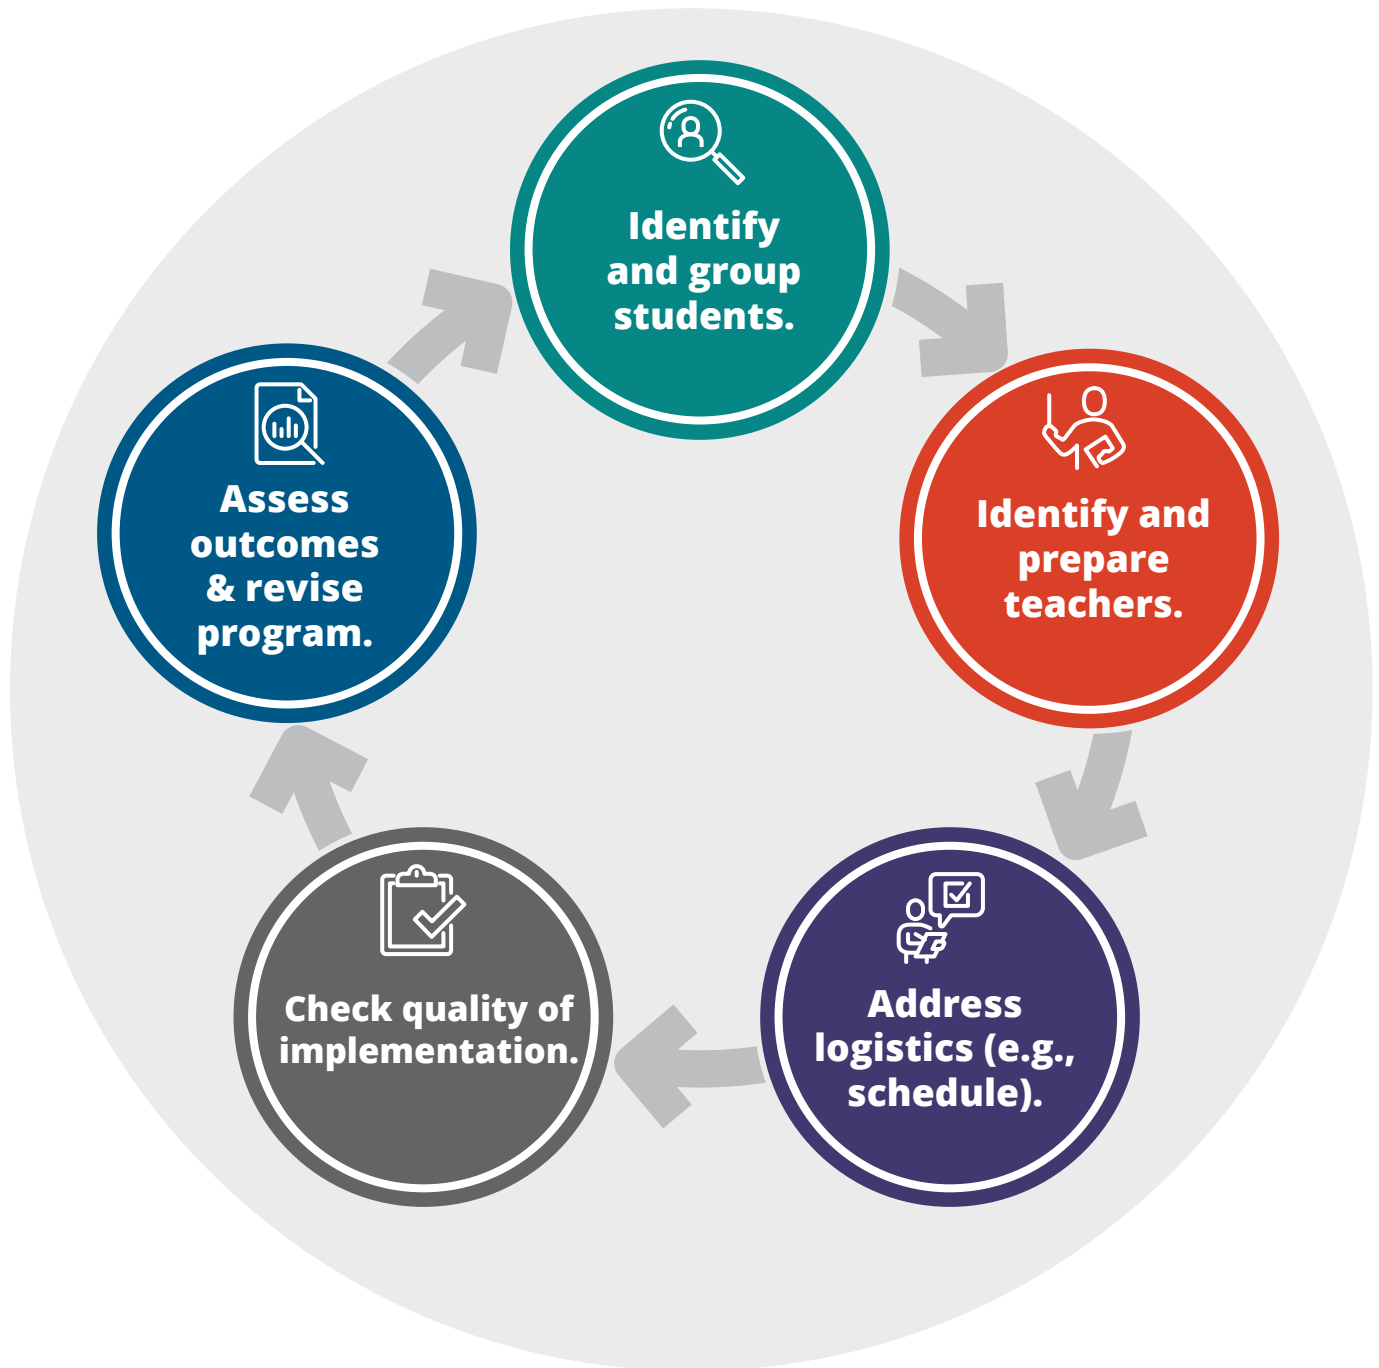 Identify
and group
students.
Identify and
prepare
teachers.
Address
logistics (e.g.,
schedule).
Check quality of
implementation.
Assess
outcomes
& revise
program.